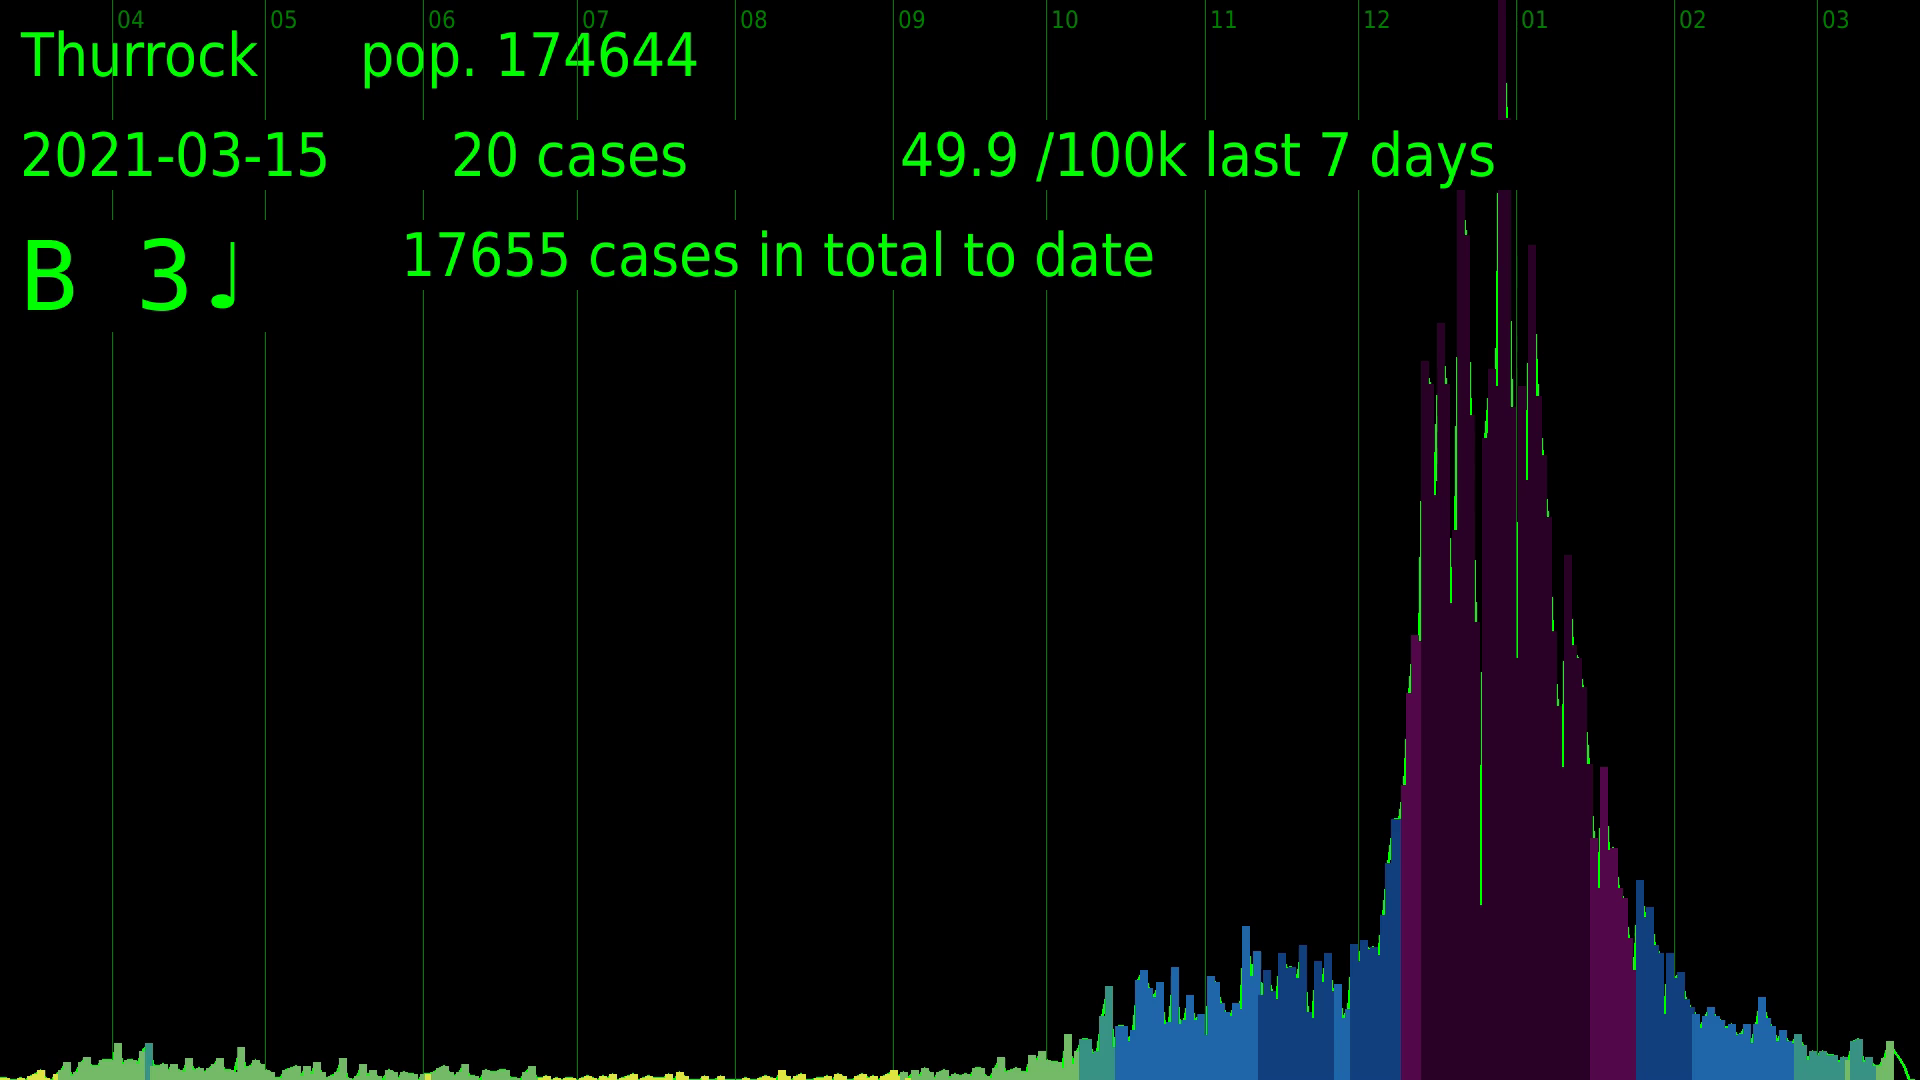 04 05 06 07 08 09 10 11 12 01 02 03
Thurrock pop. 174644
2021-03-15 20 cases 49.9 /100k last 7 days
B 3♩ 17655 cases in total to date